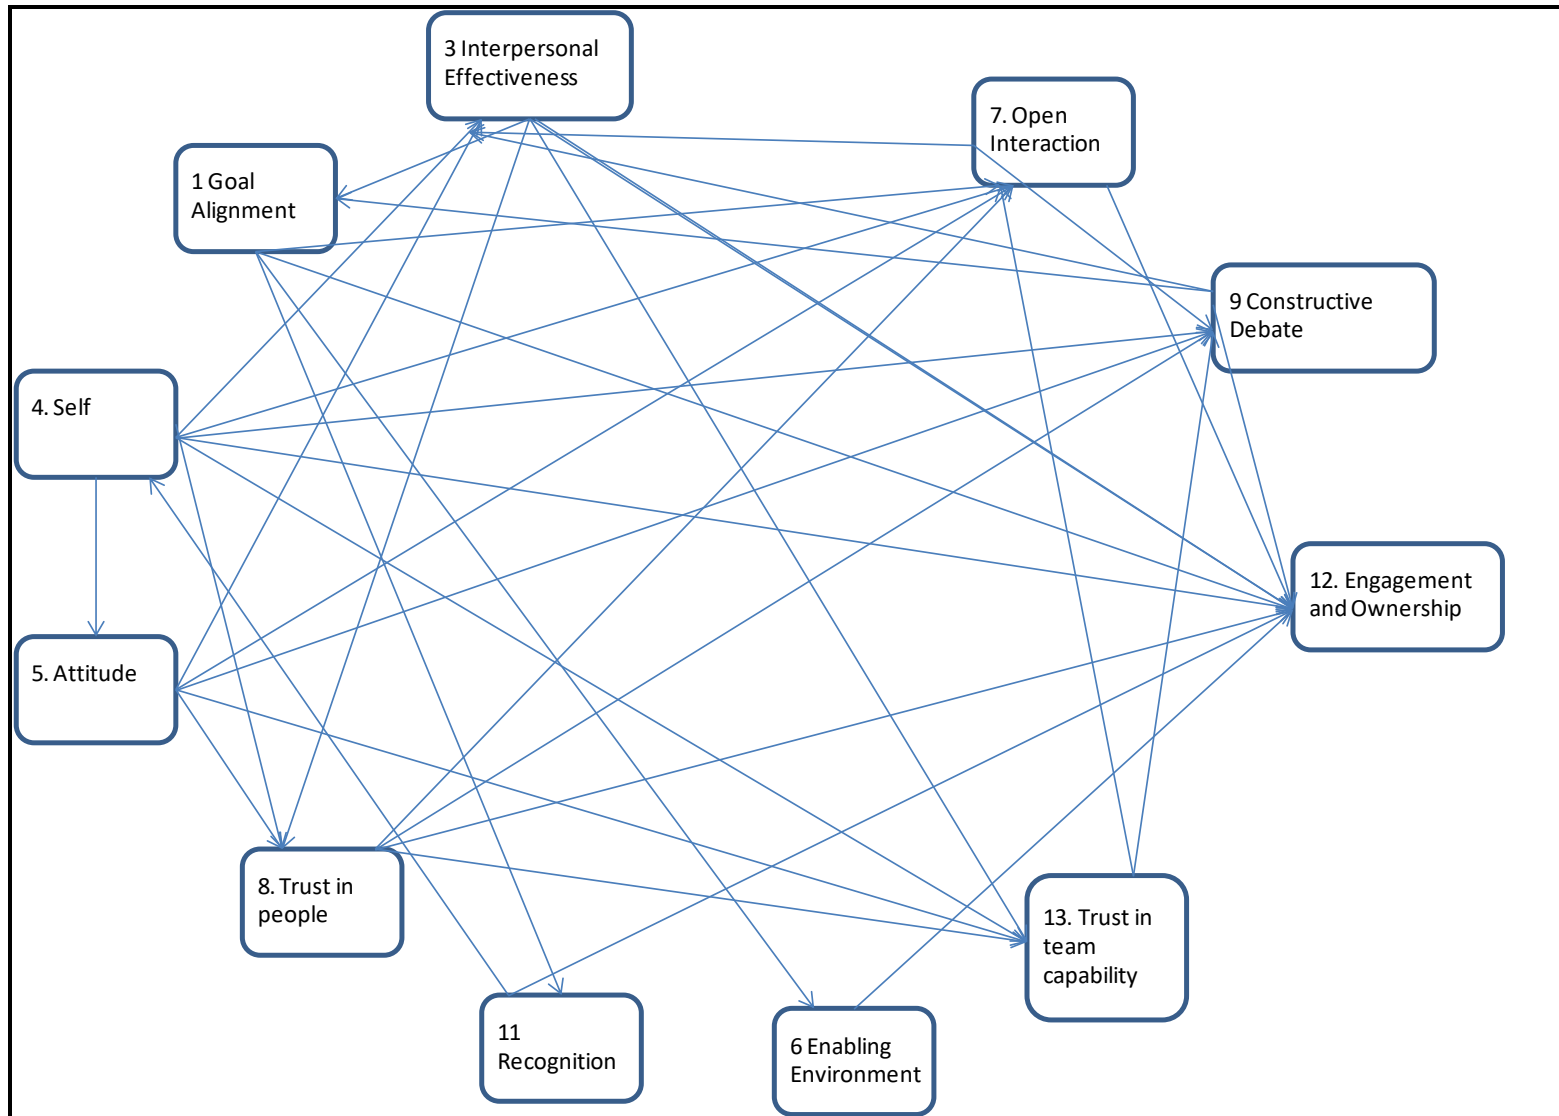 3 Interpersonal
Effectiveness
7. Open
Interaction
1 Goal
Alignment
9 Constructive
Debate
4. Self
12. Engagement
and Ownership
5. Attitude
8. Trust in
people
13. Trust in
team
capability
11
Recognition
6 Enabling
Environment